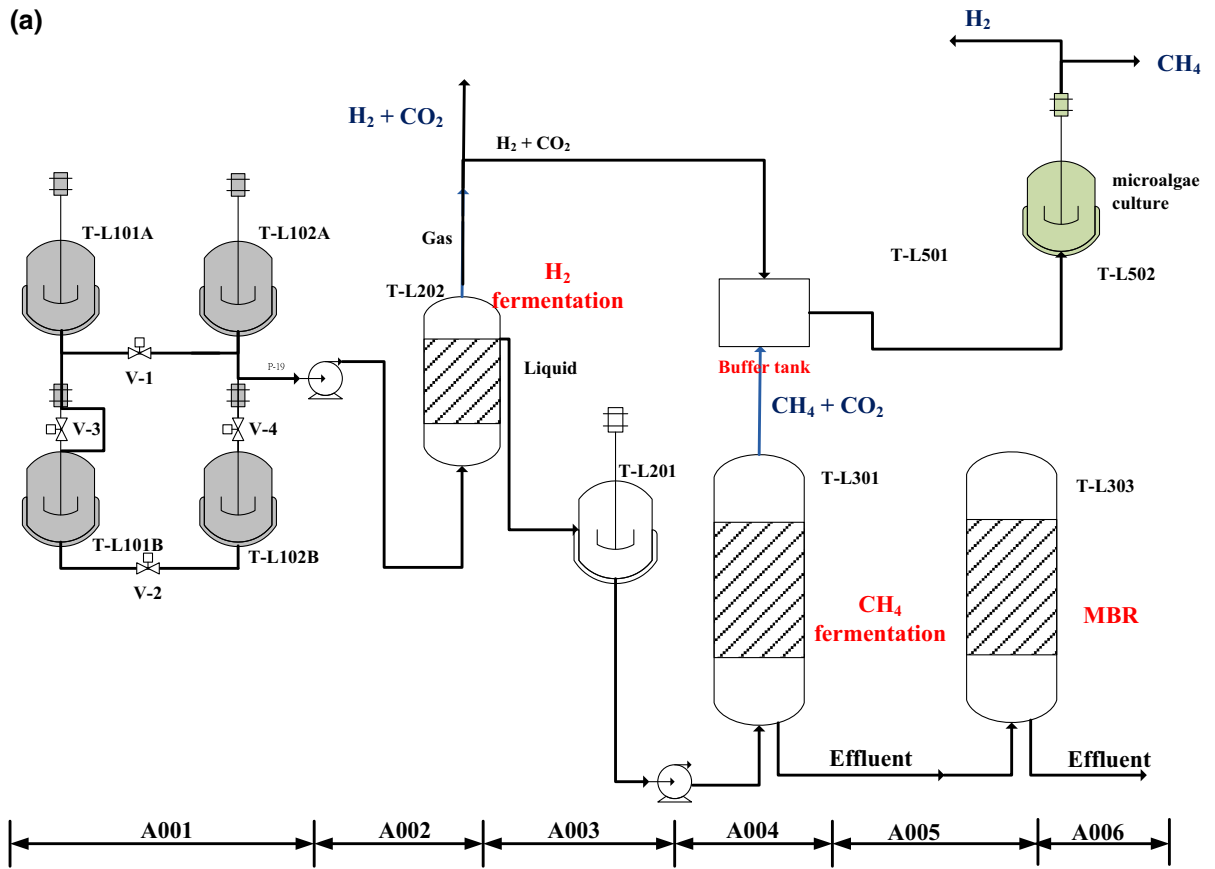 (a)
H₂
CH₄
H₂ + CO₂
H₂ + CO₂
microalgae
culture
T-L101A
T-L102A
Gas
T-L501
T-L502
H₂
fermentation
T-L202
Liquid
Buffer tank
V-1
P-19
CH₄ + CO₂
V-3
V-4
T-L201
T-L301
T-L303
T-L101B
T-L102B
V-2
CH₄
fermentation
MBR
Effluent
Effluent
A001
A002
A003
A004
A005
A006